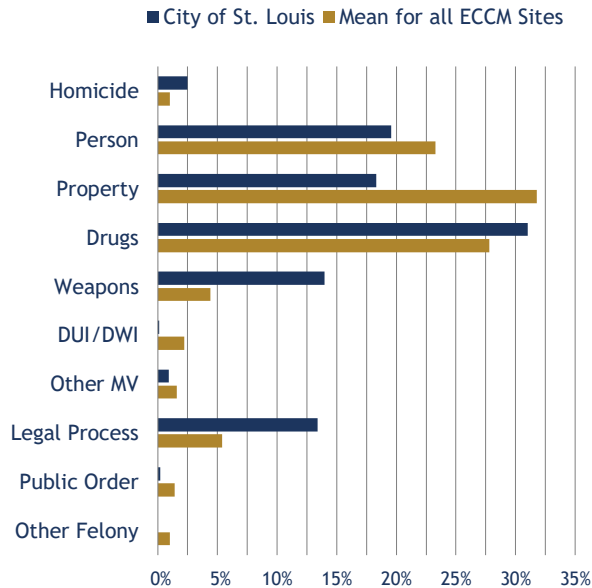 City of St. Louis Mean for all ECCM Sites
Homicide
Person
Property
Drugs
Weapons
DUI/DWI
Other MV
Legal Process
Public Order
Other Felony
0% 5% 10% 15% 20% 25% 30% 35%